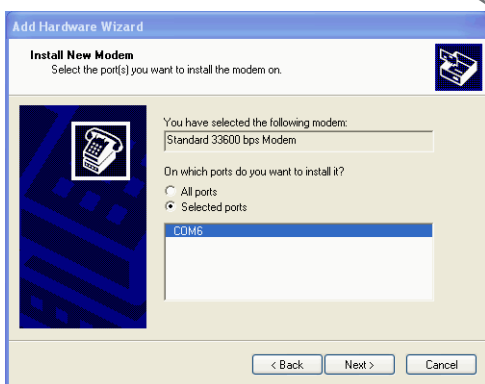 Add Hardware Wizard
Install New Modem
Select the port(s) you want to install the modem on.
You have selected the following modem:
Standard 33600 bps Modem
On which ports do you want to install it?
All ports
Selected ports
COM6
< Back
Next >
Cancel